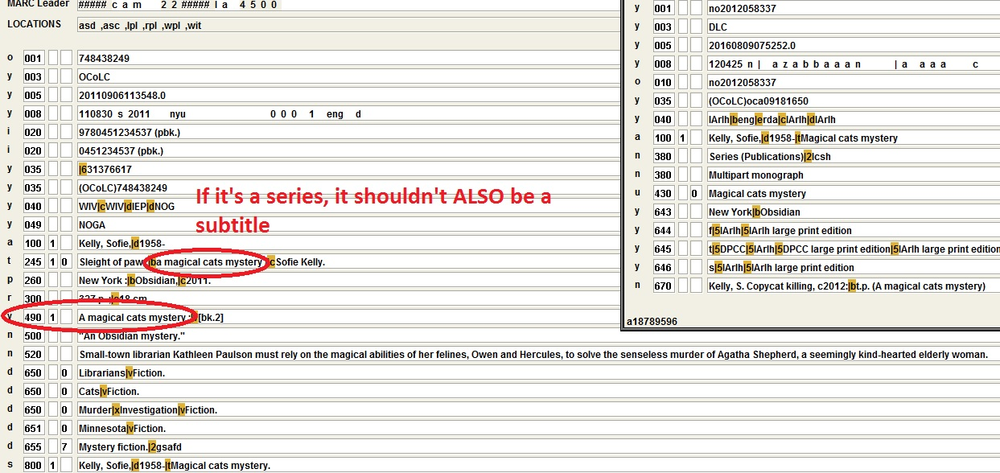 MARC Leader ##### c a m 2 2 ##### I a 4 5 0 0
LOCATIONS asd ,asc ,lpl ,rpl ,wpl ,wit
o 001 748438249
y 003 OCoLC
y 005 20110906113548.0
y 008 110830 s 2011 nyu 0 0 0 1 eng d
i 020 9780451234537 (pbk.)
i 020 0451234537 (pbk.)
y 035 |631376617
y 035 (OCoLC)748438249
y 040 WIV|cWIV|dIEP|dNOG
y 049 NOGA
a 100 1 Kelly, Sofie,|d1958-
t 245 1 0 Sleight of paw |ba magical cats mystery |cSofie Kelly.
p 260 New York :|bObsidian,|c2011.
r 300 327 p. ;|c18 cm.
y 490 1 A magical cats mystery ; [bk.2]
n 500 "An Obsidian mystery."
n 520 Small-town librarian Kathleen Paulson must rely on the magical abilities of her felines, Owen and Hercules, to solve the senseless murder of Agatha Shepherd, a seemingly kind-hearted elderly woman.
d 650 0 Librarians|vFiction.
d 650 0 Cats|vFiction.
d 650 0 Murder|xInvestigation|vFiction.
d 651 0 Minnesota|vFiction.
d 655 7 Mystery fiction.|2gsafd
s 800 1 Kelly, Sofie,|d1958-|tMagical cats mystery.
If it's a series, it shouldn't ALSO be a
subtitle
y 001 no2012058337
y 003 DLC
y 005 20160809075252.0
y 008 120425 n | a z a b b a a a n | a a a a c
o 010 no2012058337
y 035 (OCoLC)oca09181650
y 040 IArlh|beng|erda|cIArlh|dIArlh
a 100 1 Kelly, Sofie,|d1958-|tMagical cats mystery
n 380 Series (Publications)|2lcsh
n 380 Multipart monograph
u 430 0 Magical cats mystery
y 643 New York|bObsidian
y 644 f|5IArlh|5IArlh large print edition
y 645 t|5DPCC|5IArlh|5DPCC large print edition|5IArlh large print edition
y 646 s|5IArlh|5IArlh large print edition
n 670 Kelly, S. Copycat killing, c2012:|bt.p. (A magical cats mystery)
a18789596